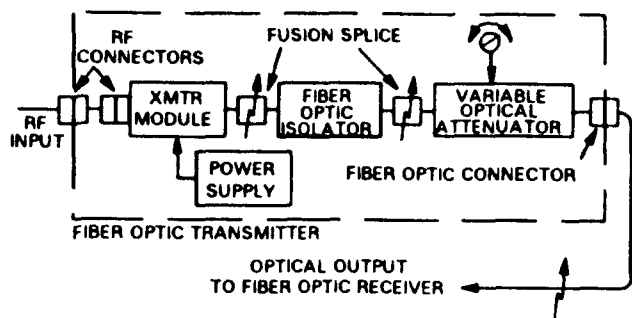 RF
CONNECTORS
FUSION SPLICE
XMTR
MODULE
FIBER
OPTIC
ISOLATOR
VARIABLE
OPTICAL
ATTENUATOR
RF
INPUT
POWER
SUPPLY
FIBER OPTIC CONNECTOR
FIBER OPTIC TRANSMITTER
OPTICAL OUTPUT
TO FIBER OPTIC RECEIVER